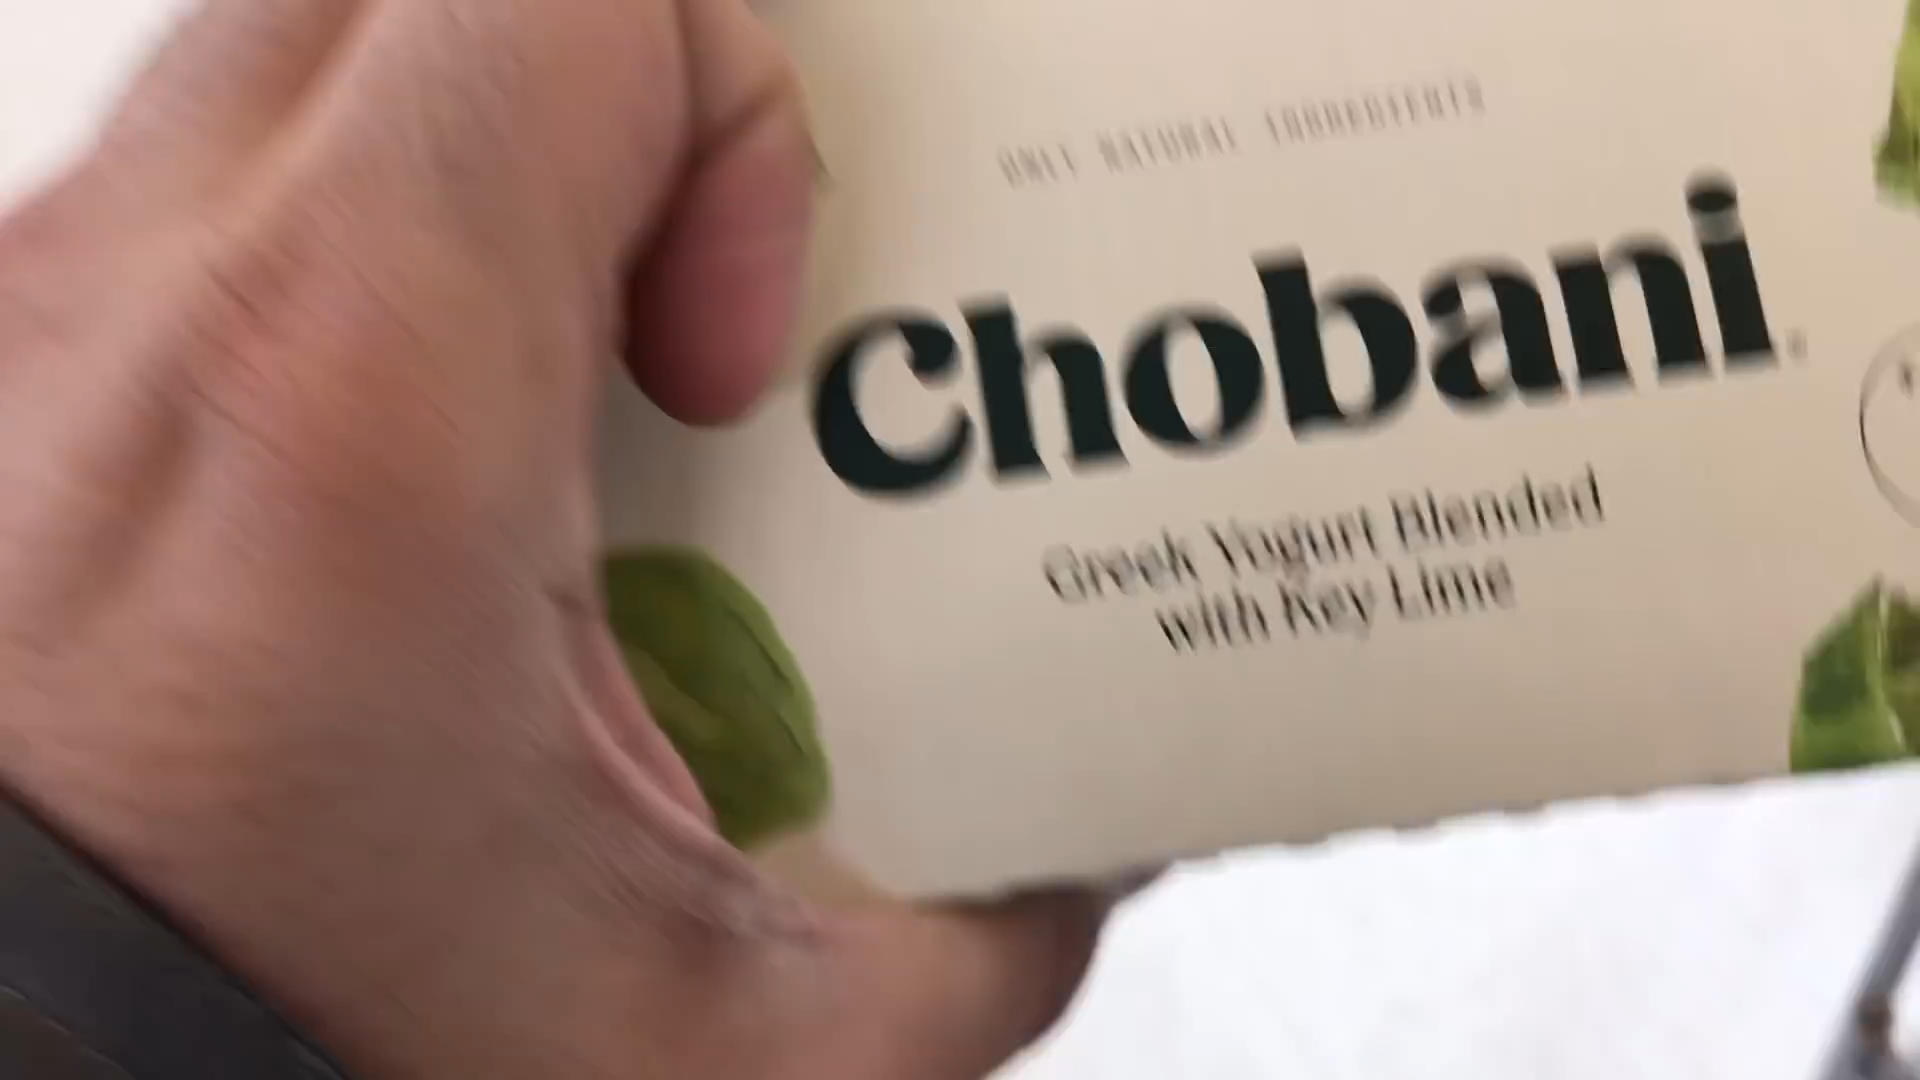 ONLY NATURAL INGREDIENTS
Chobani
Greek Yogurt Blended
with Key Lime